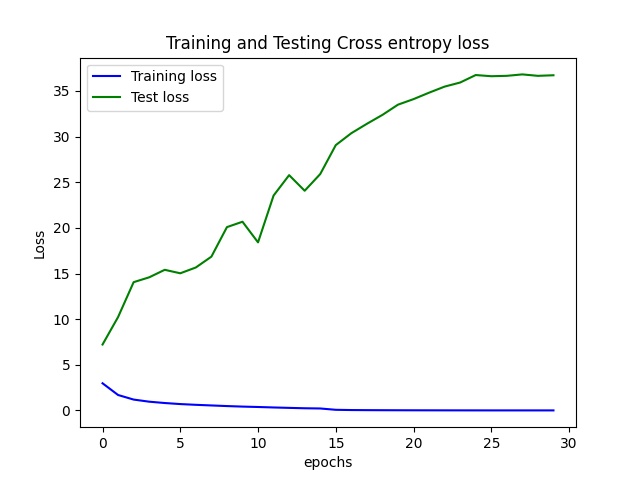 Training and Testing Cross entropy loss
Training loss
Test loss
35
30
25
20
15
10
5
0
Loss
0 5 10 15 20 25 30
epochs